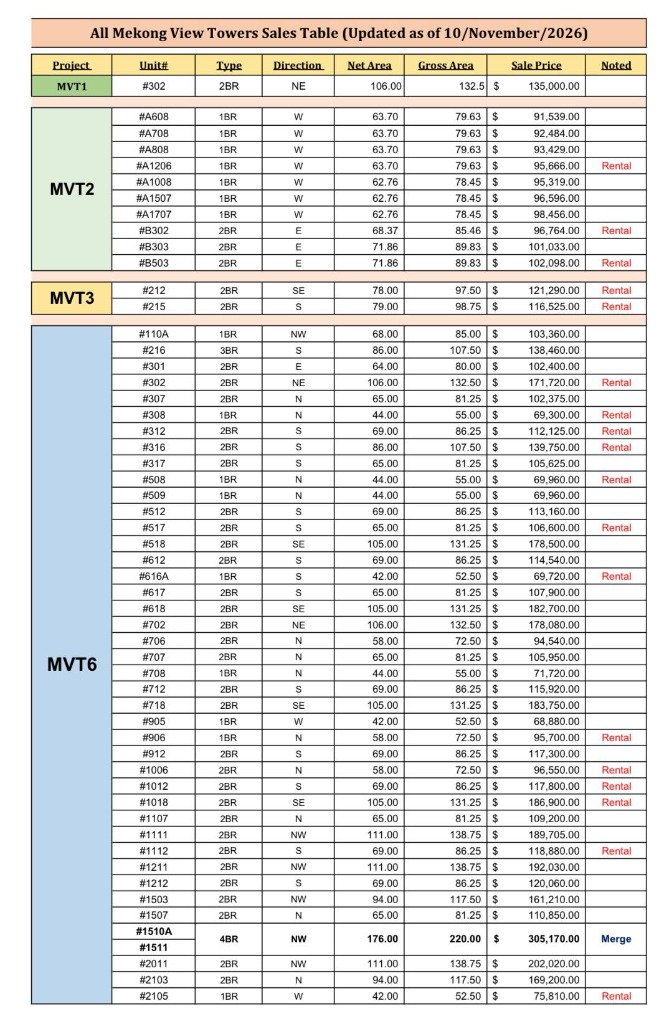 All Mekong View Towers Sales Table (Updated as of 10/November/2026)
Project Unit# Type Direction Net Area Gross Area Sale Price Noted
MVT1 #302 2BR NE 106.00 132.5 $ 135,000.00
MVT2
#A608 1BR W 63.70 79.63 $ 91,539.00
#A708 1BR W 63.70 79.63 $ 92,484.00
#A808 1BR W 63.70 79.63 $ 93,429.00
#A1206 1BR W 63.70 79.63 $ 95,666.00 Rental
#A1008 1BR W 62.76 78.45 $ 95,319.00
#A1507 1BR W 62.76 78.45 $ 96,596.00
#A1707 1BR W 62.76 78.45 $ 98,456.00
#B302 2BR E 68.37 85.46 $ 96,764.00 Rental
#B303 2BR E 71.86 89.83 $ 101,033.00
#B503 2BR E 71.86 89.83 $ 102,098.00 Rental
MVT3
#212 2BR SE 78.00 97.50 $ 121,290.00 Rental
#215 2BR S 79.00 98.75 $ 116,525.00 Rental
MVT6
#110A 1BR NW 68.00 85.00 $ 103,360.00
#216 3BR S 86.00 107.50 $ 138,460.00
#301 2BR E 64.00 80.00 $ 102,400.00
#302 2BR NE 106.00 132.50 $ 171,720.00 Rental
#307 2BR N 65.00 81.25 $ 102,375.00
#308 1BR N 44.00 55.00 $ 69,300.00 Rental
#312 2BR S 69.00 86.25 $ 112,125.00 Rental
#316 2BR S 86.00 107.50 $ 139,750.00 Rental
#317 2BR S 65.00 81.25 $ 105,625.00
#508 1BR N 44.00 55.00 $ 69,960.00 Rental
#509 1BR N 44.00 55.00 $ 69,960.00
#512 2BR S 69.00 86.25 $ 113,160.00
#517 2BR S 65.00 81.25 $ 106,600.00 Rental
#518 2BR SE 105.00 131.25 $ 178,500.00
#612 2BR S 69.00 86.25 $ 114,540.00
#616A 1BR S 42.00 52.50 $ 69,720.00 Rental
#617 2BR S 65.00 81.25 $ 107,900.00
#618 2BR SE 105.00 131.25 $ 182,700.00
#702 2BR NE 106.00 132.50 $ 178,080.00
#706 2BR N 58.00 72.50 $ 94,540.00
#707 2BR N 65.00 81.25 $ 105,950.00
#708 1BR N 44.00 55.00 $ 71,720.00
#712 2BR S 69.00 86.25 $ 115,920.00
#718 2BR SE 105.00 131.25 $ 183,750.00
#905 1BR W 42.00 52.50 $ 68,880.00
#906 1BR N 58.00 72.50 $ 95,700.00 Rental
#912 2BR S 69.00 86.25 $ 117,300.00
#1006 2BR N 58.00 72.50 $ 96,550.00 Rental
#1012 2BR S 69.00 86.25 $ 117,800.00 Rental
#1018 2BR SE 105.00 131.25 $ 186,900.00 Rental
#1107 2BR N 65.00 81.25 $ 109,200.00
#1111 2BR NW 111.00 138.75 $ 189,705.00
#1112 2BR S 69.00 86.25 $ 118,880.00 Rental
#1211 2BR NW 111.00 138.75 $ 192,030.00
#1212 2BR S 69.00 86.25 $ 120,060.00
#1503 2BR NW 94.00 117.50 $ 161,210.00
#1507 2BR N 65.00 81.25 $ 110,850.00
#1510A
#1511
4BR NW 176.00 220.00 $ 305,170.00 Merge
#2011 2BR NW 111.00 138.75 $ 202,020.00
#2103 2BR N 94.00 117.50 $ 169,200.00
#2105 1BR W 42.00 52.50 $ 75,810.00 Rental